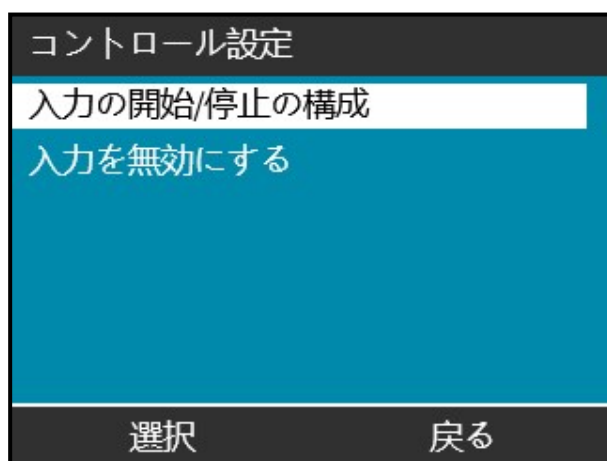 コントロール設定
入力の開始/停止の構成
入力を無効にする
選択 戻る